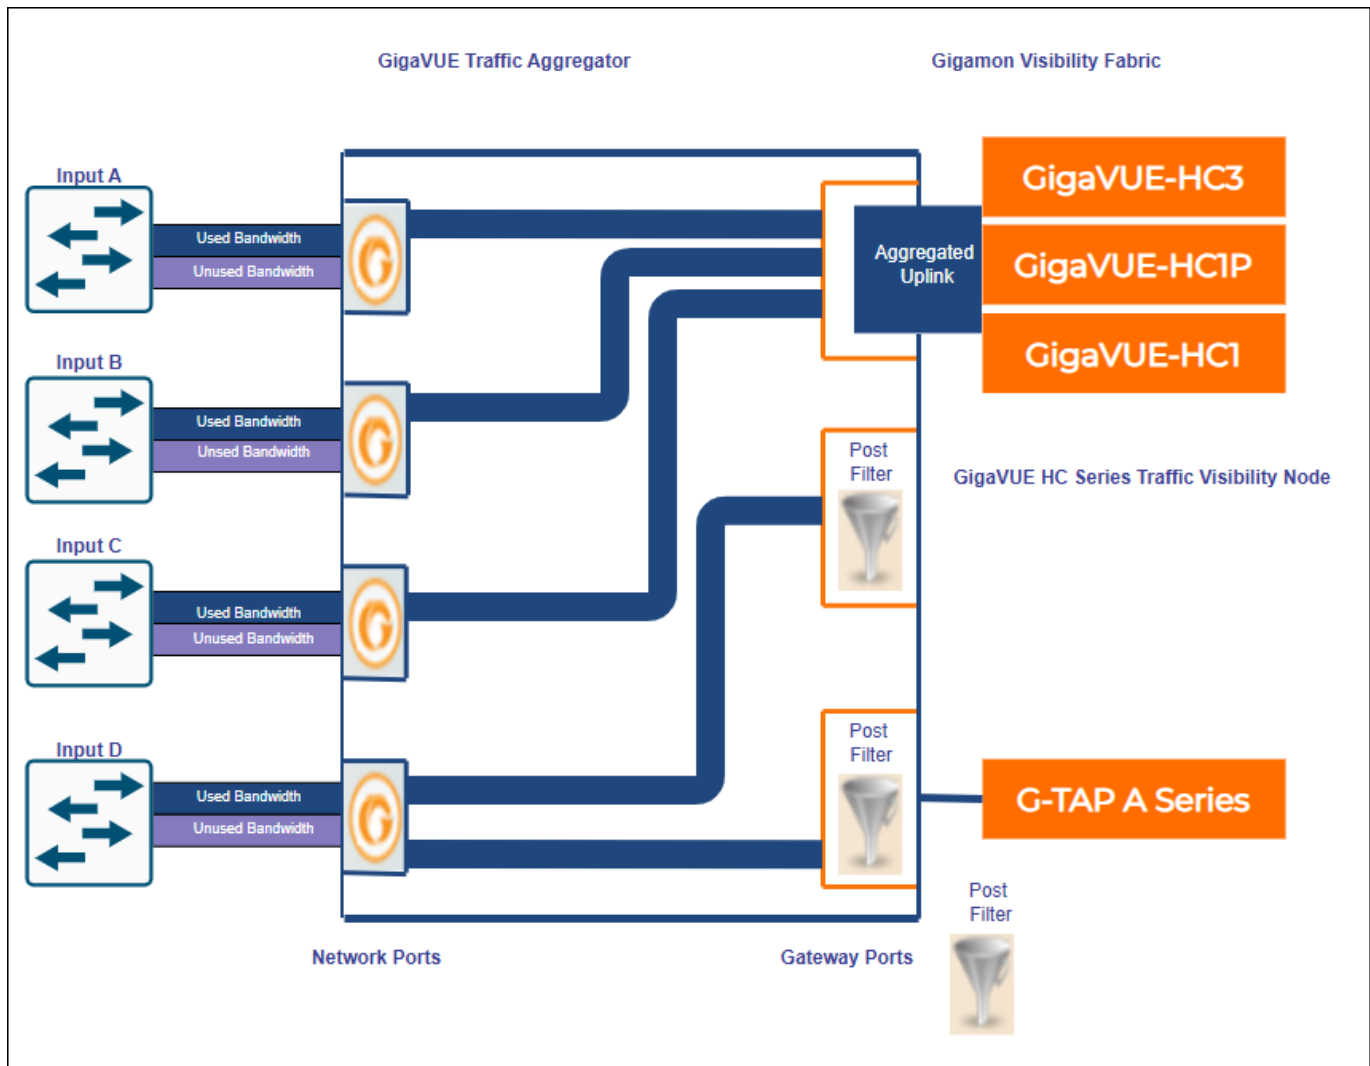 GigaVUE Traffic Aggregator
Gigamon Visibility Fabric
Input A
Used Bandwidth
Unused Bandwidth
G
Aggregated
Uplink
GigaVUE-HC3
GigaVUE-HC1P
GigaVUE-HC1
Input B
Used Bandwidth
Unsed Bandwidth
G
Post
Filter
GigaVUE HC Series Traffic Visibility Node
Input C
Used Bandwidth
Unused Bandwidth
G
Input D
Used Bandwidth
Unused Bandwidth
G
Post
Filter
G-TAP A Series
Post
Filter
Network Ports
Gateway Ports